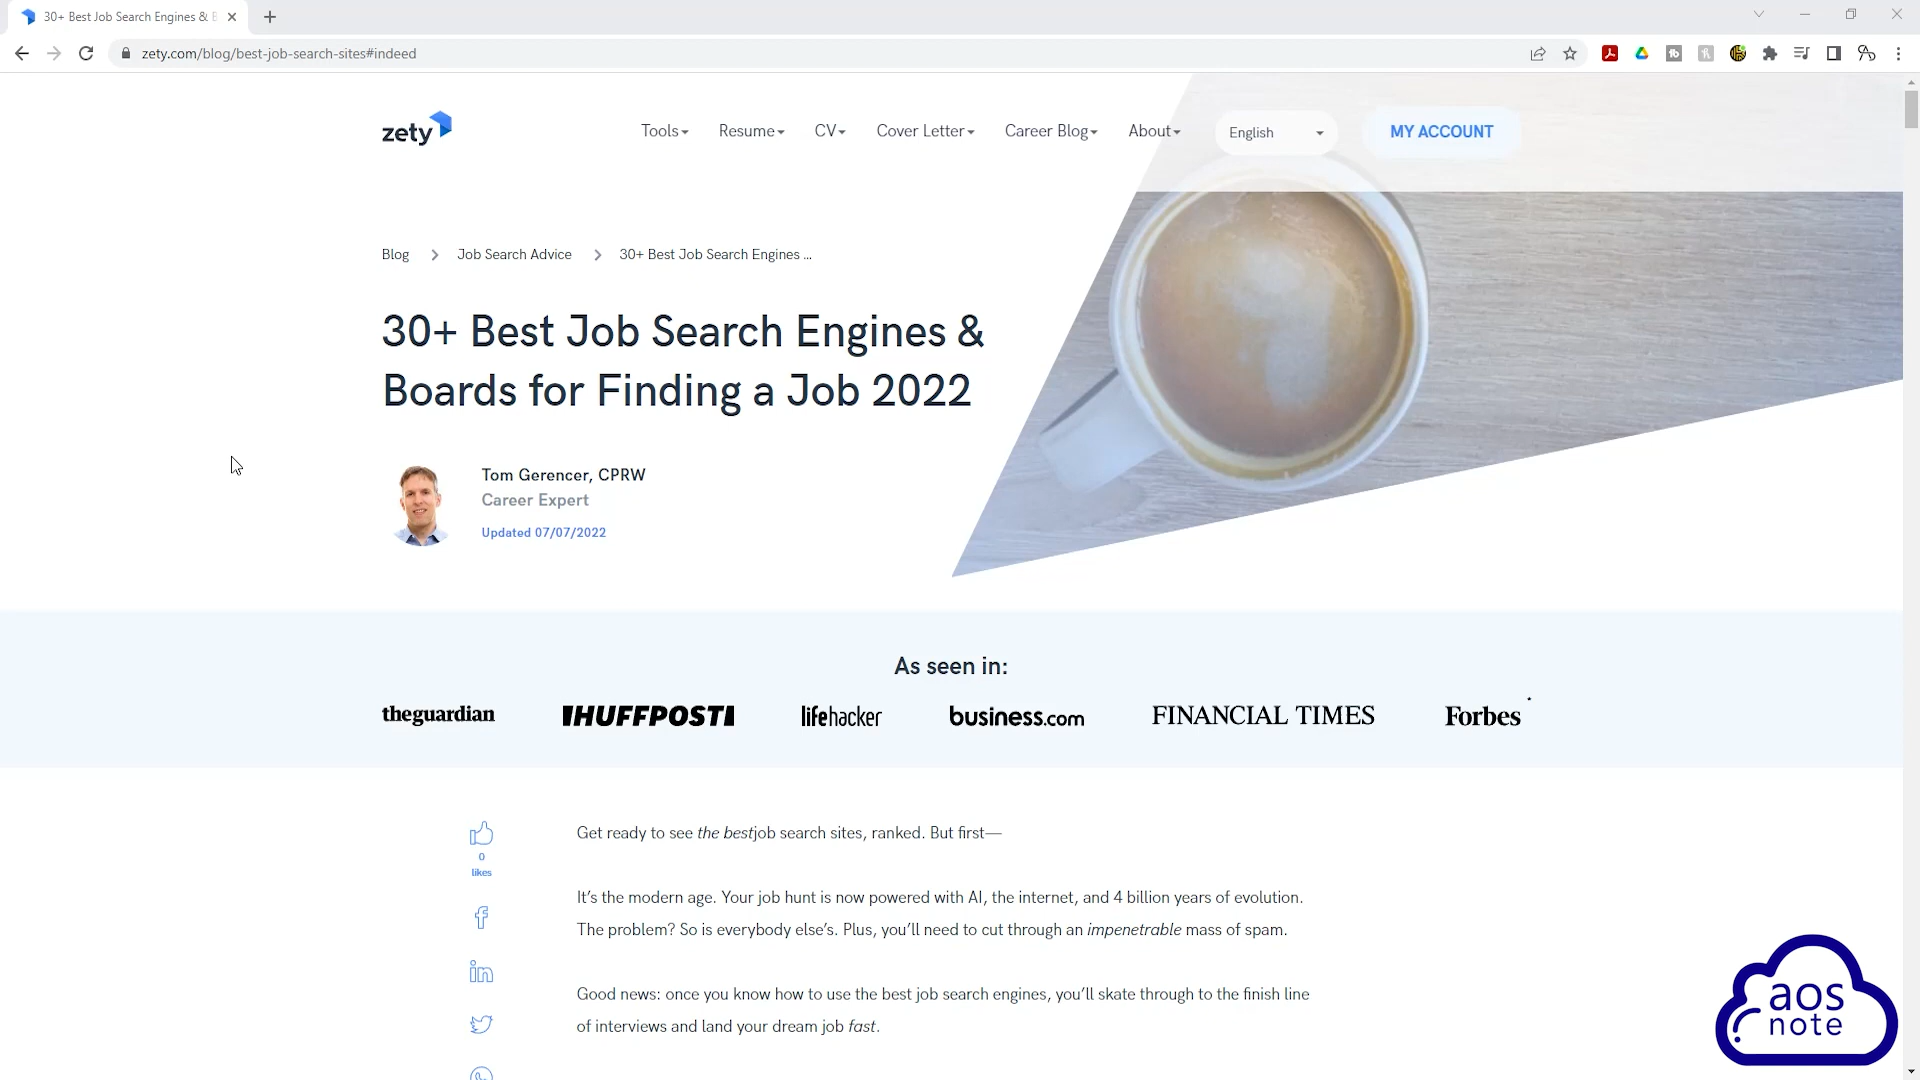 30+ Best Job Search Engines & B
zety.com/blog/best-job-search-sites#indeed
zety
Tools
Resume
CV
Cover Letter
Career Blog
About
English
MY ACCOUNT
Blog
Job Search Advice
30+ Best Job Search Engines ...
30+ Best Job Search Engines &
Boards for Finding a Job 2022
Tom Gerencer, CPRW
Career Expert
Updated 07/07/2022
As seen in:
theguardian
HUFFPOST
lifehacker
business.com
FINANCIAL TIMES
Forbes
0
likes
Get ready to see the bestjob search sites, ranked. But first—
It’s the modern age. Your job hunt is now powered with AI, the internet, and 4 billion years of evolution.
The problem? So is everybody else’s. Plus, you’ll need to cut through an impenetrable mass of spam.
Good news: once you know how to use the best job search engines, you’ll skate through to the finish line
of interviews and land your dream job fast.
aos
note